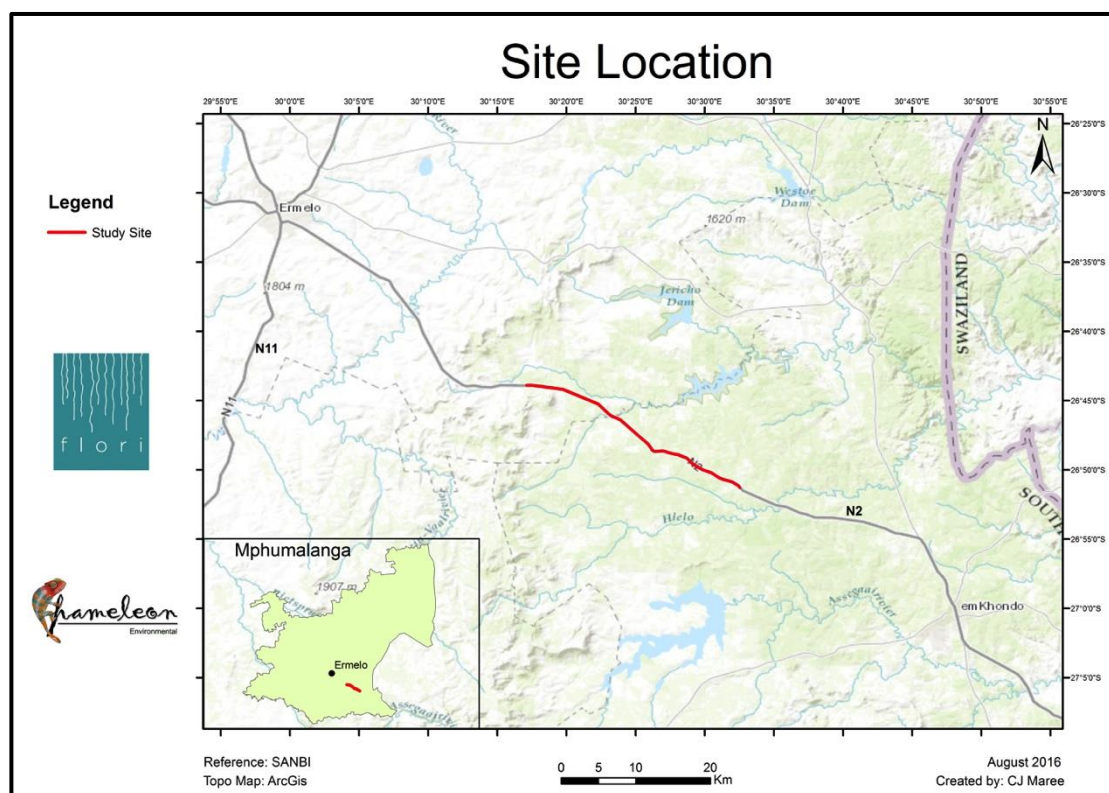 Site Location
29°55'0"E 30°0'0"E 30°5'0"E 30°10'0"E 30°15'0"E 30°20'0"E 30°25'0"E 30°30'0"E 30°35'0"E 30°40'0"E 30°45'0"E 30°50'0"E 30°55'0"E
26°25'0"S
N
River
Legend
Study Site
Ermelo
Westoe
Dam
26°30'0"S
1620 m
26°35'0"S
SWAZILAND
1804 m
Jericho
Dam
26°40'0"S
N11
N11
26°45'0"S
flori
N2
26°50'0"S
SOUTH
Hlelo
N2
26°55'0"S
Mphumalanga
1907 m
Assegaairivier
emKhondo
27°0'0"S
Ermelo
27°5'0"S
Chameleon
Environmental
Reference: SANBI
Topo Map: ArcGis
0 5 10 20
Km
August 2016
Created by: CJ Maree